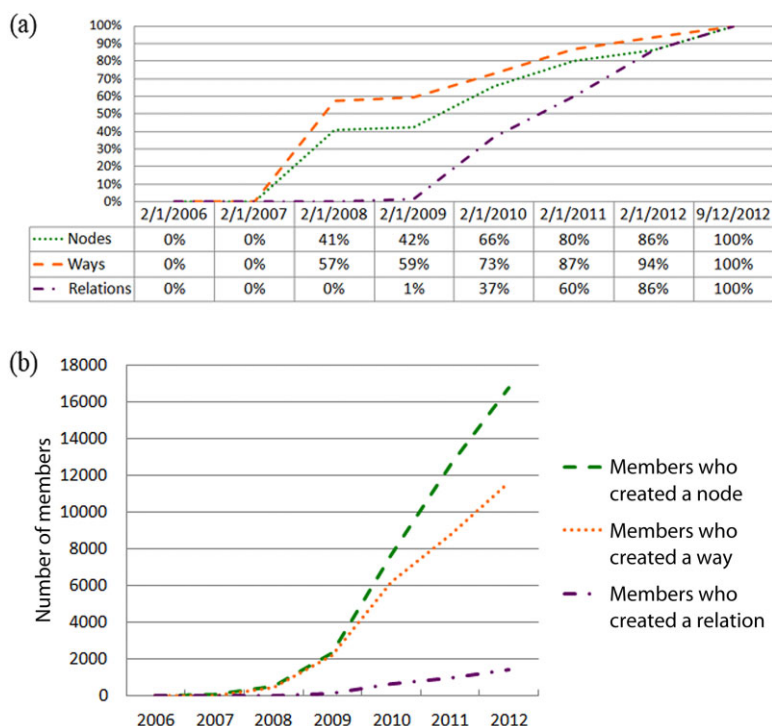 (a)
100%
90%
80%
70%
60%
50%
40%
30%
20%
10%
0%
2/1/2006 2/1/2007 2/1/2008 2/1/2009 2/1/2010 2/1/2011 2/1/2012 9/12/2012
Nodes 0% 0% 41% 42% 66% 80% 86% 100%
Ways 0% 0% 57% 59% 73% 87% 94% 100%
Relations 0% 0% 0% 1% 37% 60% 86% 100%
(b)
Number of members
18000
16000
14000
12000
10000
8000
6000
4000
2000
0
2006 2007 2008 2009 2010 2011 2012
Members who
created a node
Members who
created a way
Members who
created a relation